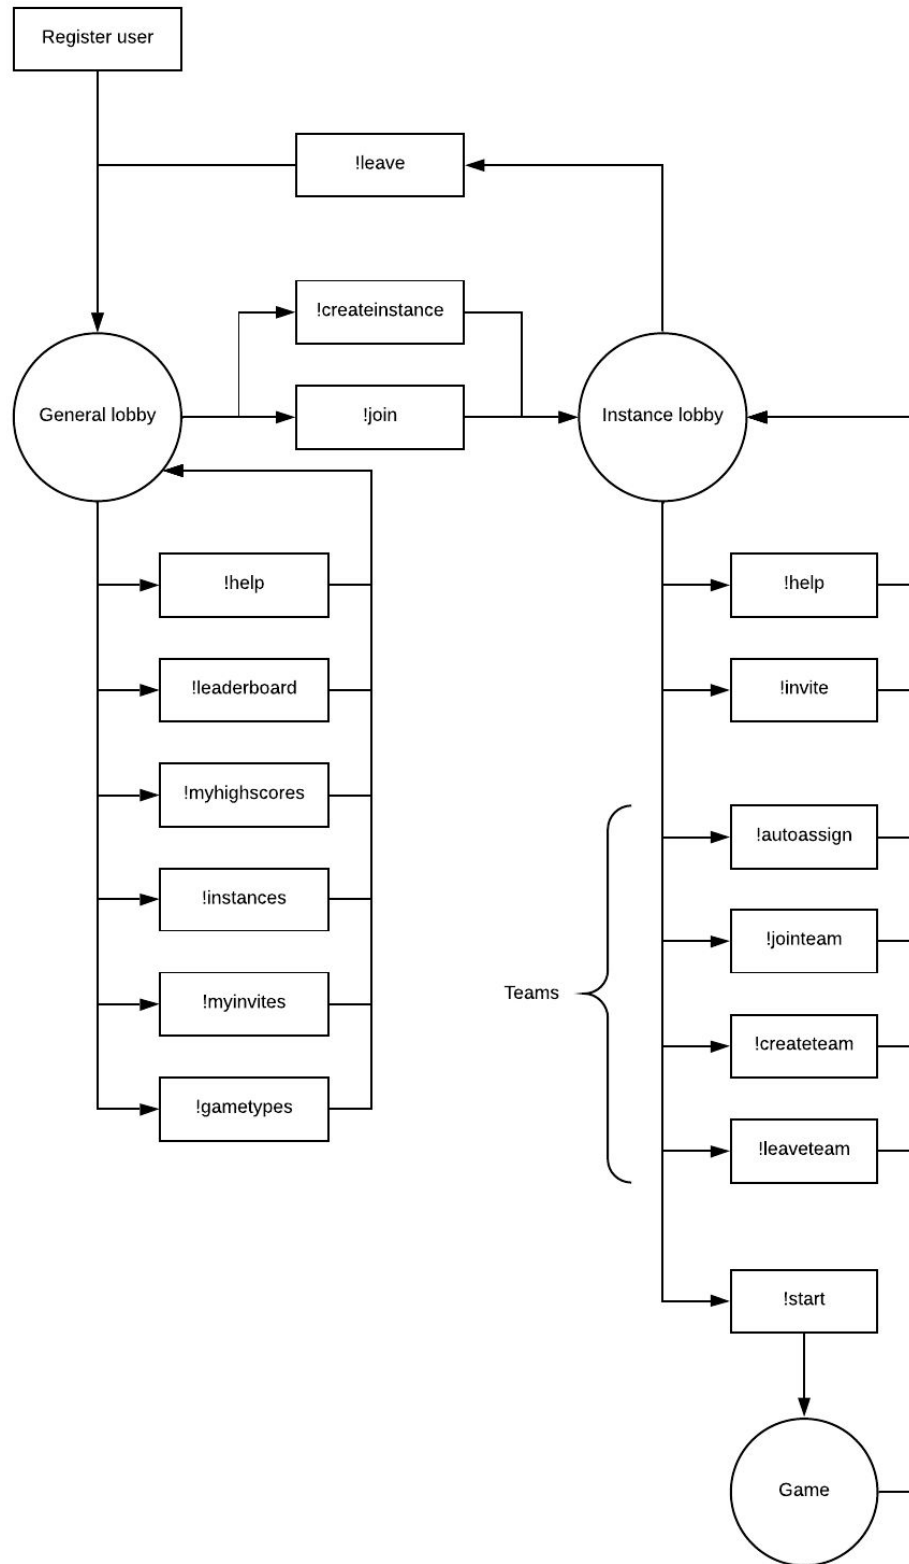 Register user
!leave
!createinstance
General lobby
!join
Instance lobby
!help
!leaderboard
!myhighscores
!instances
!myinvites
!gametypes
!help
!invite
Teams
!autoassign
!jointeam
!createteam
!leaveteam
!start
Game